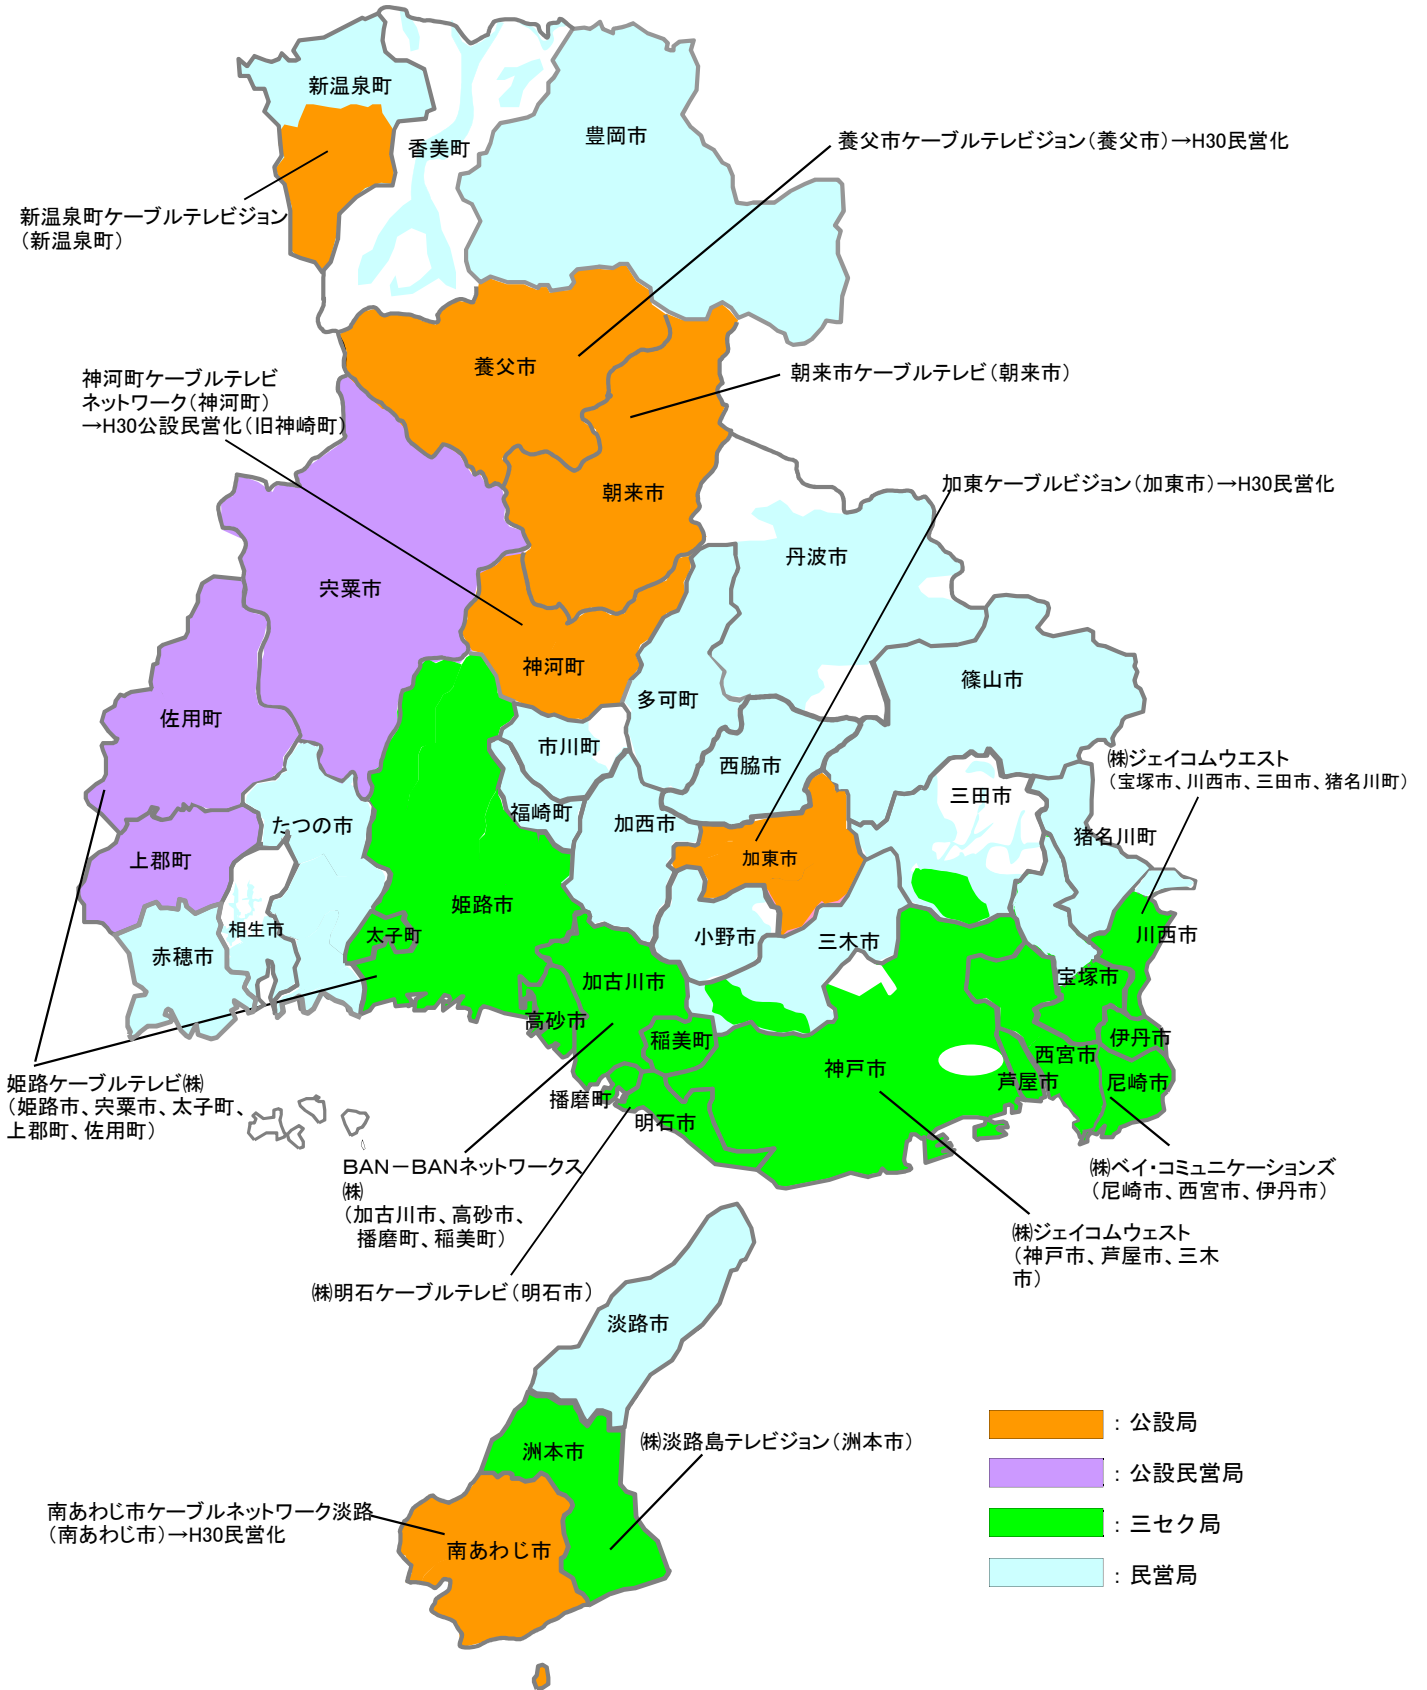 新温泉町
香美町
豊岡市
養父市ケーブルテレビジョン（養父市）→H30民営化
新温泉町ケーブルテレビジョン
（新温泉町）
養父市
朝来市ケーブルテレビ（朝来市）
神河町ケーブルテレビ
ネットワーク（神河町）
→H30公設民営化（旧神崎町）
加東ケーブルビジョン（加東市）→H30民営化
朝来市
丹波市
宍粟市
神河町
多可町
篠山市
佐用町
市川町
西脇市
㈱ジェイコムウエスト
（宝塚市、川西市、三田市、猪名川町）
三田市
福崎町
加西市
たつの市
猪名川町
上郡町
加東市
姫路市
相生市
太子町
小野市
三木市
川西市
赤穂市
加古川市
宝塚市
高砂市
稲美町
伊丹市
西宮市
神戸市
芦屋市
尼崎市
姫路ケーブルテレビ㈱
（姫路市、宍粟市、太子町、
上郡町、佐用町）
播磨町
明石市
BAN－BANネットワークス
㈱
（加古川市、高砂市、
播磨町、稲美町）
㈱ベイ・コミュニケーションズ
（尼崎市、西宮市、伊丹市）
㈱ジェイコムウェスト
（神戸市、芦屋市、三木
市）
㈱明石ケーブルテレビ（明石市）
淡路市
：公設局
㈱淡路島テレビジョン（洲本市）
洲本市
：公設民営局
南あわじ市ケーブルネットワーク淡路
（南あわじ市）→H30民営化
：三セク局
南あわじ市
：民営局